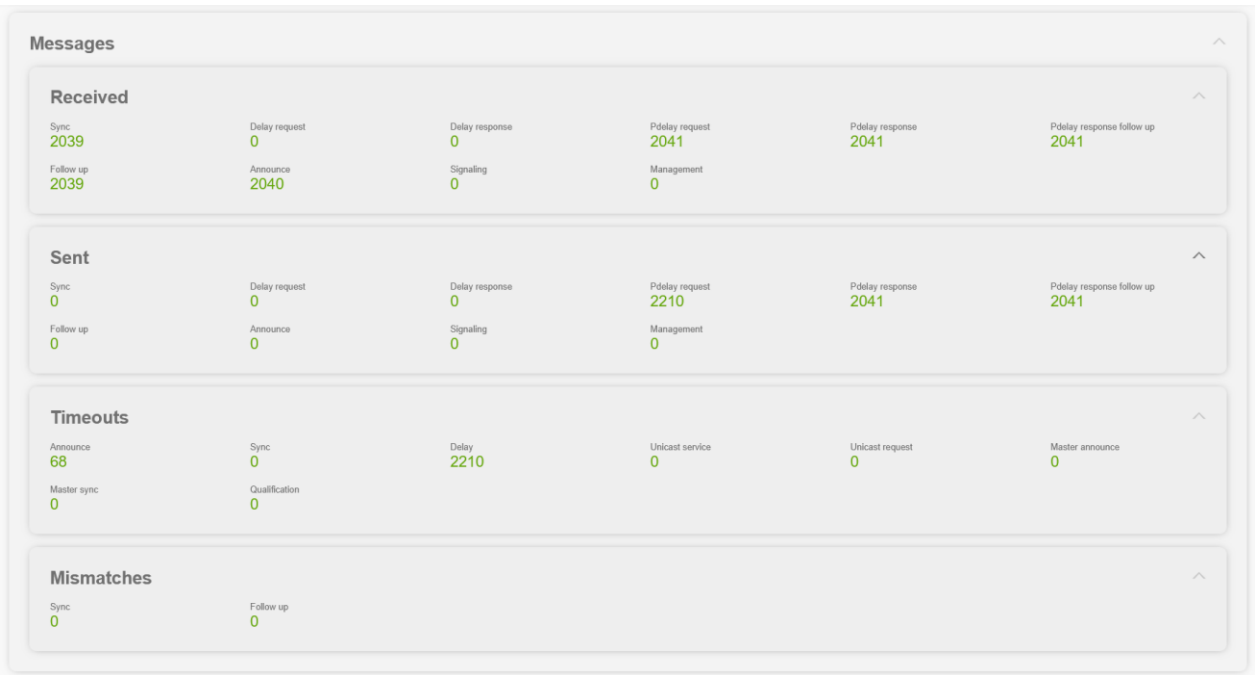 Messages
Received
Sync Delay request Delay response Pdelay request Pdelay response Pdelay response follow up
2039 0 0 2041 2041 2041
Follow up Announce Signaling Management
2039 2040 0 0
Sent
Sync Delay request Delay response Pdelay request Pdelay response Pdelay response follow up
0 0 0 2210 2041 2041
Follow up Announce Signaling Management
0 0 0 0
Timeouts
Announce Sync Delay Unicast service Unicast request Master announce
68 0 2210 0 0 0
Master sync Qualification
0 0
Mismatches
Sync Follow up
0 0